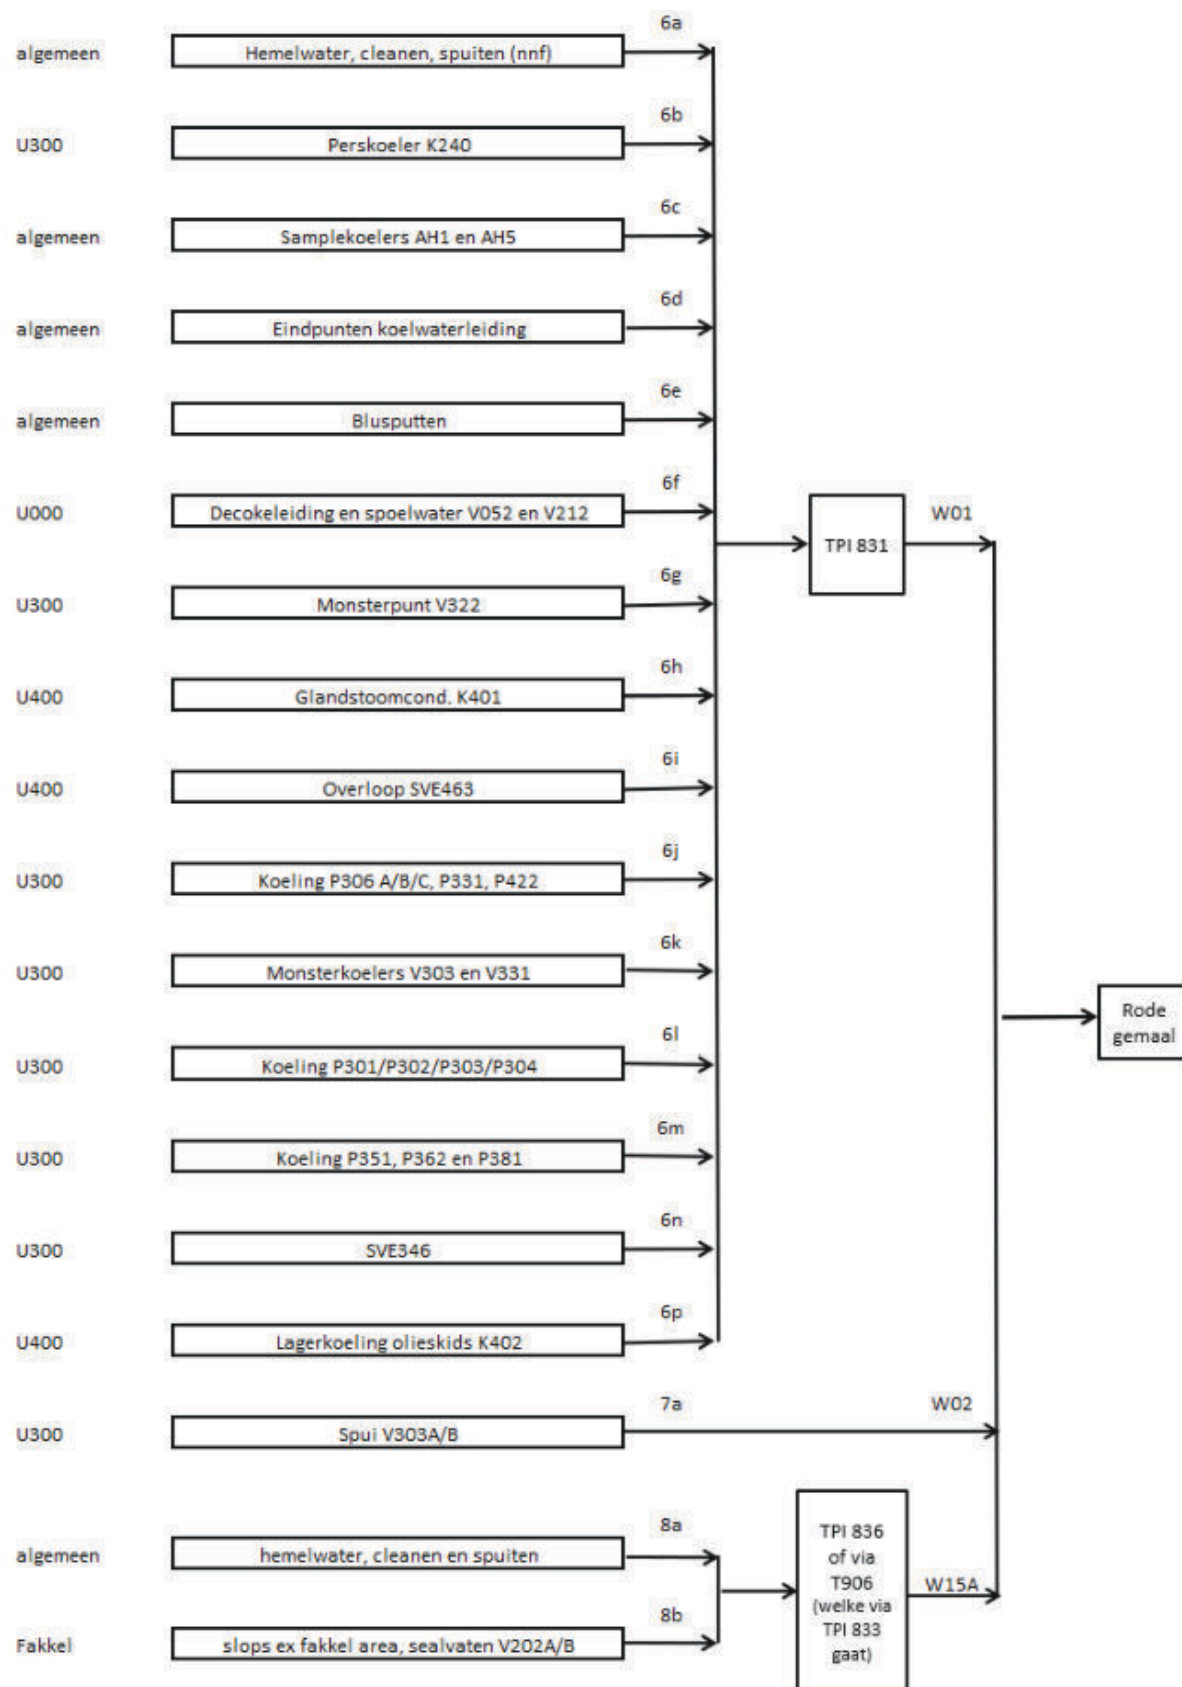 6a
algemeen Hemelwater, cleanen, spuiten (nnf)
6b
U300 Perskoeler K240
6c
algemeen Samplekoelers AH1 en AH5
6d
algemeen Eindpunten koelwaterleiding
6e
algemeen Blusputten
6f
U000 Decokeleiding en spoelwater V052 en V212
TPI 831
W01
6g
U300 Monsterpunt V322
6h
U400 Glandstoomcond. K401
6i
U400 Overloop SVE463
6j
U300 Koeling P306 A/B/C, P331, P422
6k
U300 Monsterkoelers V303 en V331
Rode
gemaal
6l
U300 Koeling P301/P302/P303/P304
6m
U300 Koeling P351, P362 en P381
6n
U300 SVE346
6p
U400 Lagerkoeling olieskids K402
7a W02
U300 Spui V303A/B
8a
algemeen hemelwater, cleanen en spuiten
8b
Fakkel slops ex fakkel area, sealvaten V202A/B
TPI 836
of via
T906
(welke via
TPI 833
gaat)
W15A